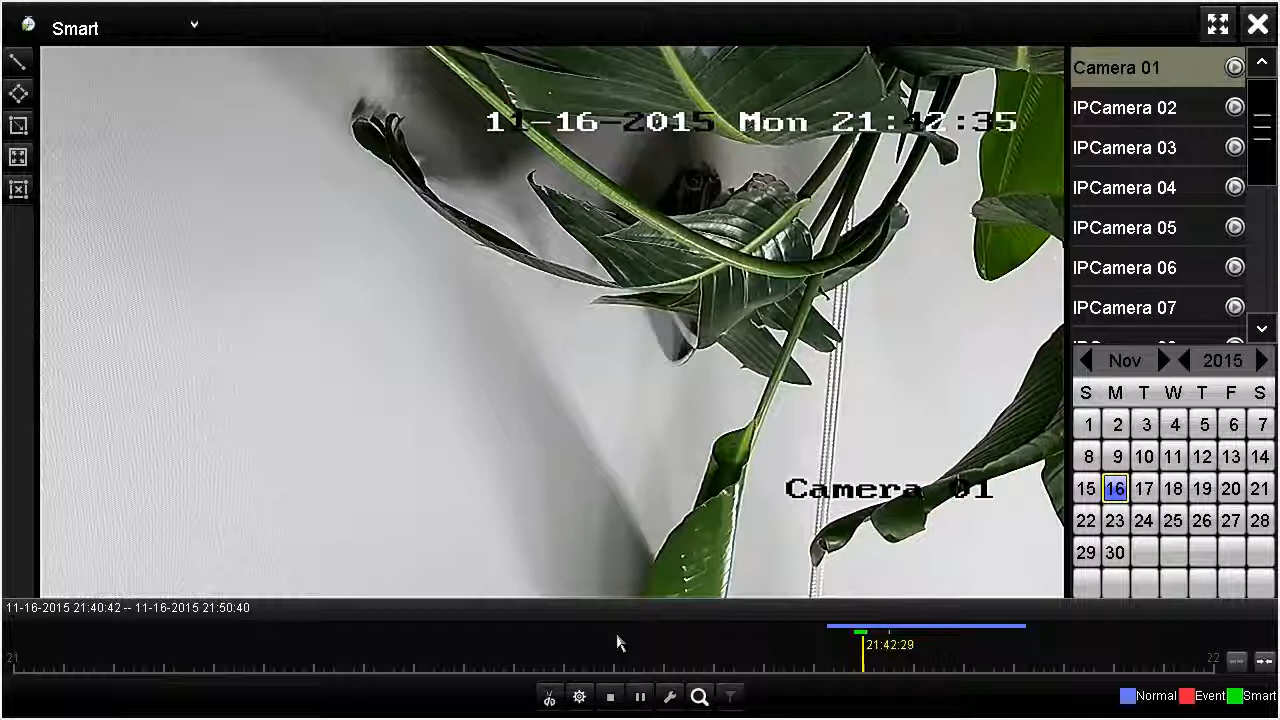 Smart
11-16-2015 Mon 21:42:35
Camera 01
Camera 01
IPCamera 02
IPCamera 03
IPCamera 04
IPCamera 05
IPCamera 06
IPCamera 07
Nov 2015
S M T W T F S
1 2 3 4 5 6 7
8 9 10 11 12 13 14
15 16 17 18 19 20 21
22 23 24 25 26 27 28
29 30
11-16-2015 21:40:42 -- 11-16-2015 21:50:40
21:42:29
21 22
Normal Event Smart